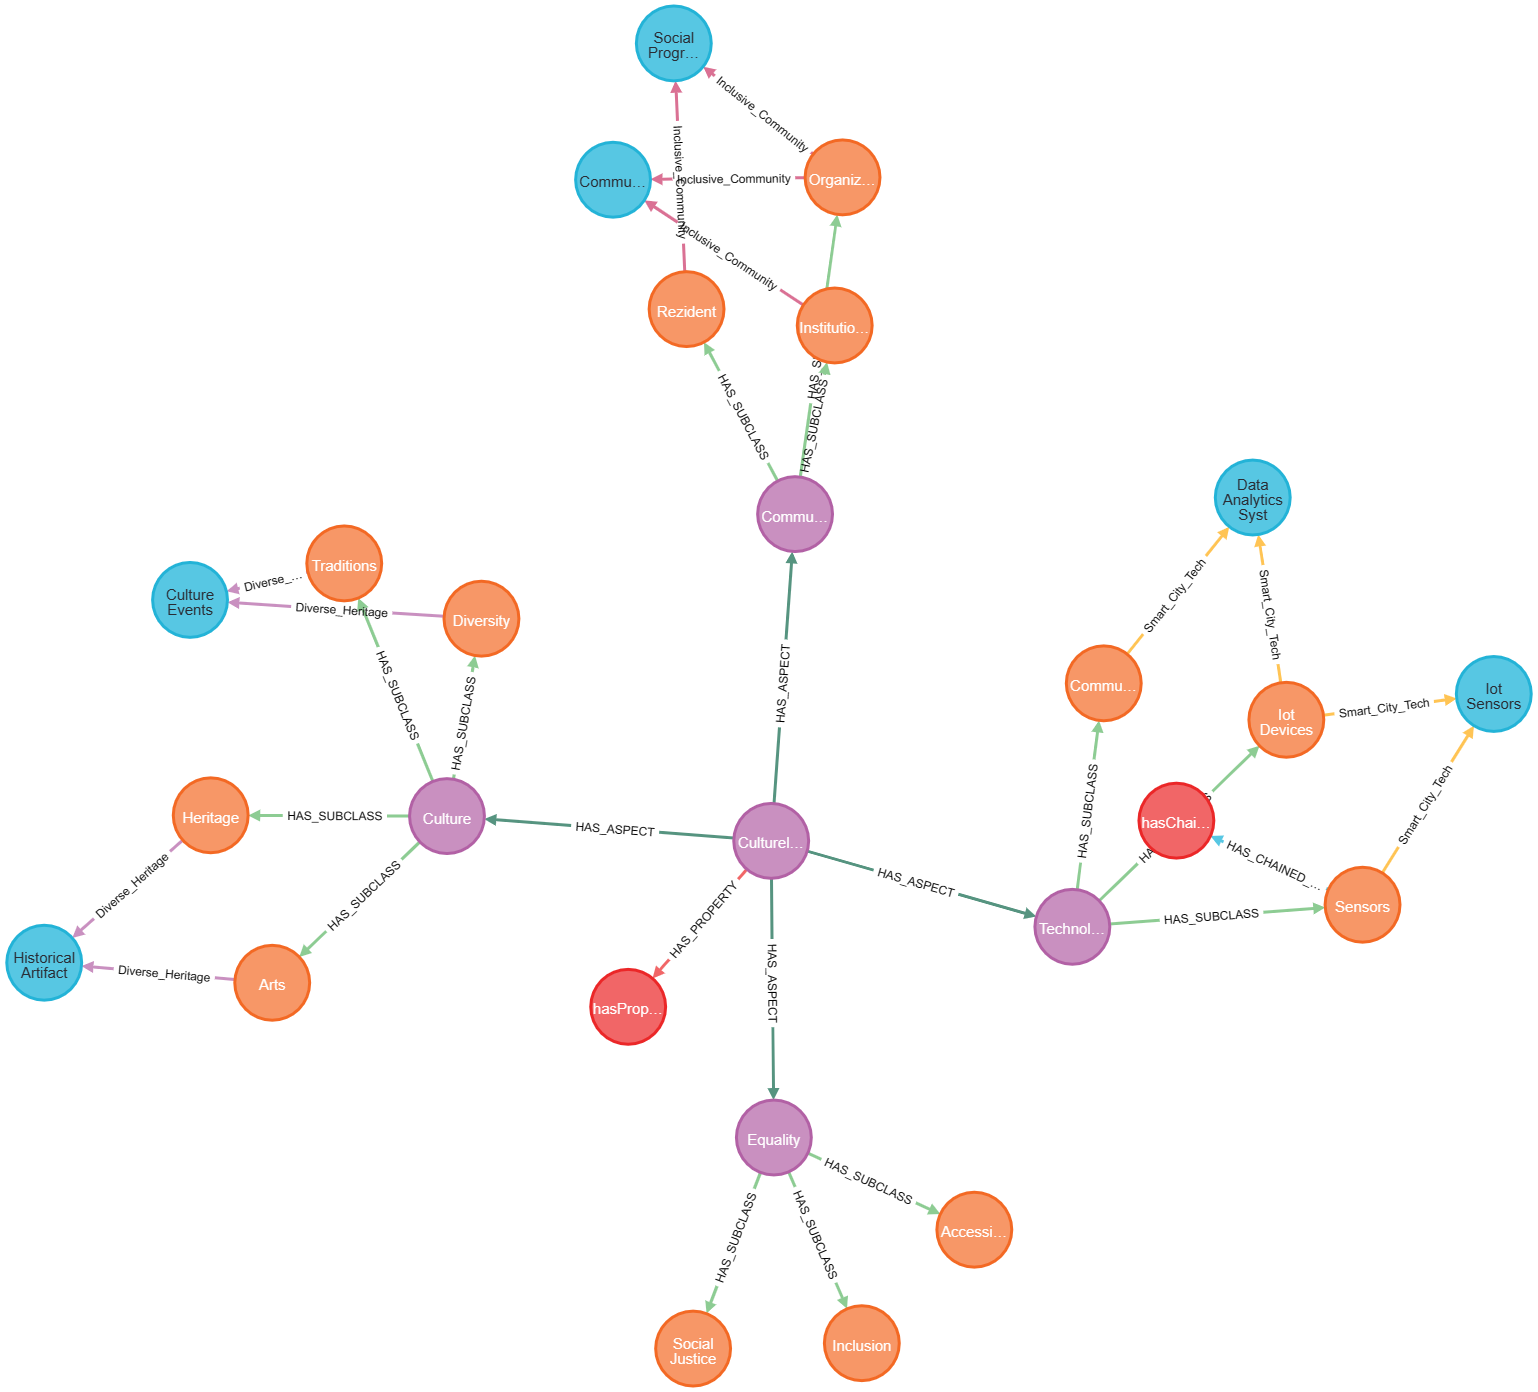 Social
Progr...
Inclusive_Community
Inclusive_Community
Inclusive_Community
Inclusive_Community
Commu...
Organiz...
Rezident
Institutio...
HAS_SUBCLASS
HAS_S
HAS_SUBCLASS
Commu...
Data
Analytics
Syst
Traditions
Diverse_...
Culture
Events
Diverse_Heritage
Diversity
Smart_City_Tech
Smart_City_Tech
HAS_SUBCLASS
HAS_SUBCLASS
HAS_ASPECT
Commu...
Iot
Devices
Smart_City_Tech
Iot
Sensors
Heritage
HAS_SUBCLASS
Culture
HAS_ASPECT
Culturel...
HAS_SUBCLASS
hasChai...
S
HA
Smart_City_Tech
HAS_CHAINED_...
Diverse_Heritage
HAS_SUBCLASS
HAS_ASPECT
HAS_PROPERTY
Technol...
HAS_SUBCLASS
Sensors
Historical
Artifact
Diverse_Heritage
Arts
hasProp...
HAS_ASPECT
Equality
HAS_SUBCLASS
HAS_SUBCLASS
HAS_SUBCLASS
Accessi...
Social
Justice
Inclusion